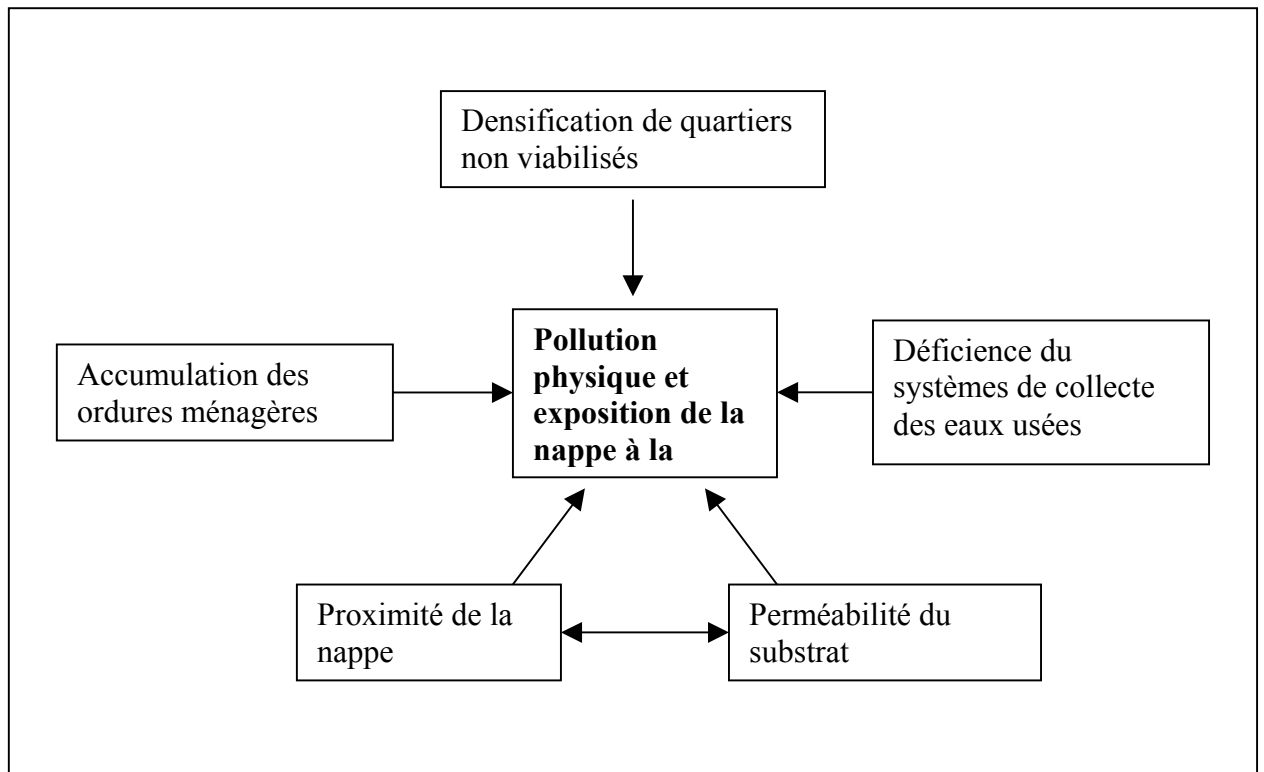 Densification de quartiers
non viabilisés
Pollution
physique et
exposition de la
nappe à la
Accumulation des
ordures ménagères
Déficience du
systèmes de collecte
des eaux usées
Proximité de la
nappe
Perméabilité du
substrat